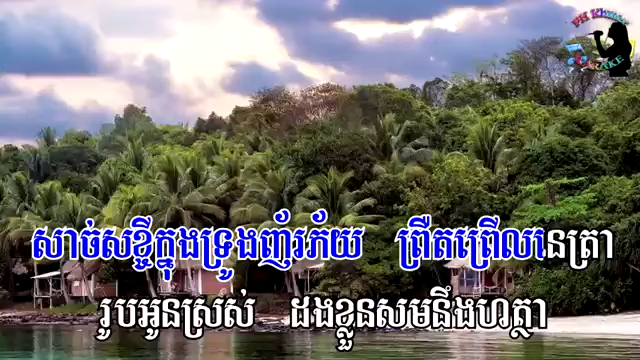 PH Khmer
សាច់សខ្ចីក្នុងទ្រូងញ័រភ័យ ព្រឺតព្រើលនេត្រា
រូបអូនស្រស់ ដងខ្លួនសមនឹងហត្ថា